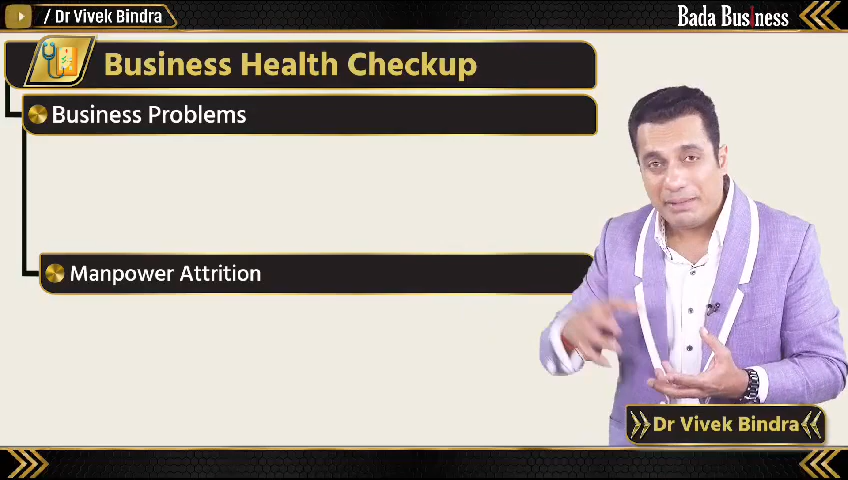 / Dr Vivek Bindra
Bada Business
Business Health Checkup
Business Problems
Manpower Attrition
Dr Vivek Bindra